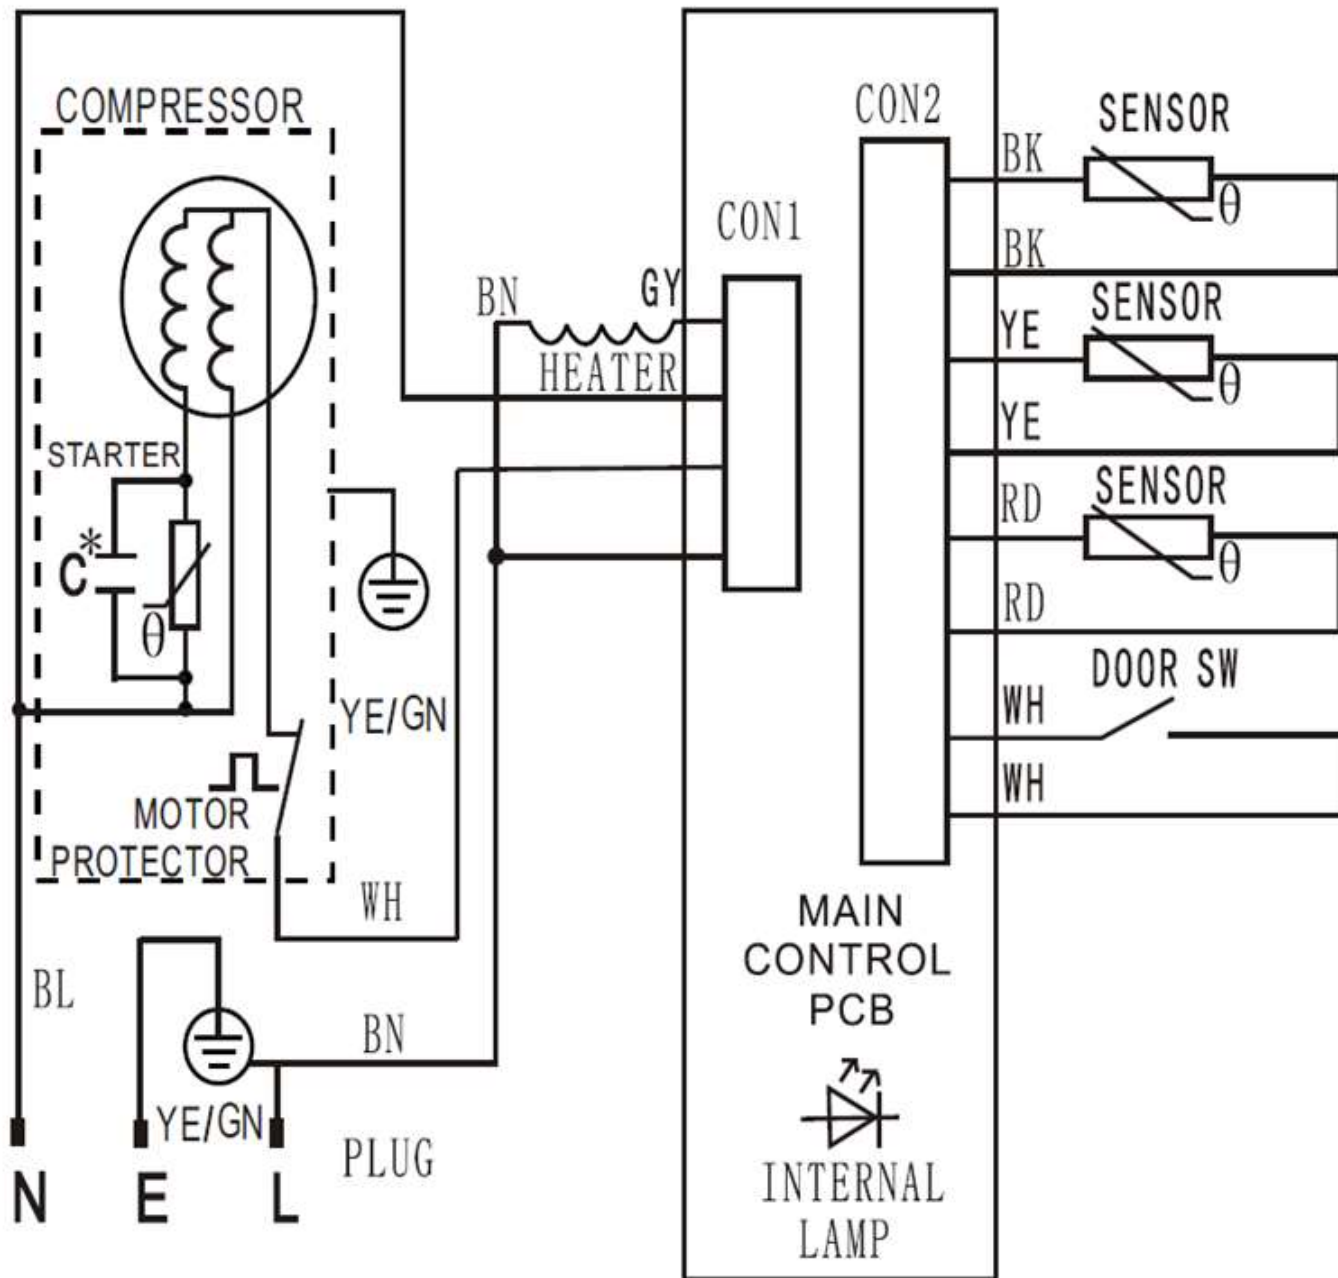 COMPRESSOR
STARTER
C*
θ
MOTOR
PROTECTOR
YE/GN
WH
BL
BN
YE/GN
PLUG
N
E
L
BN
GY
HEATER
CON1
CON2
MAIN
CONTROL
PCB
INTERNAL
LAMP
BK
SENSOR
θ
BK
YE
SENSOR
θ
YE
RD
SENSOR
θ
RD
WH
DOOR SW
WH